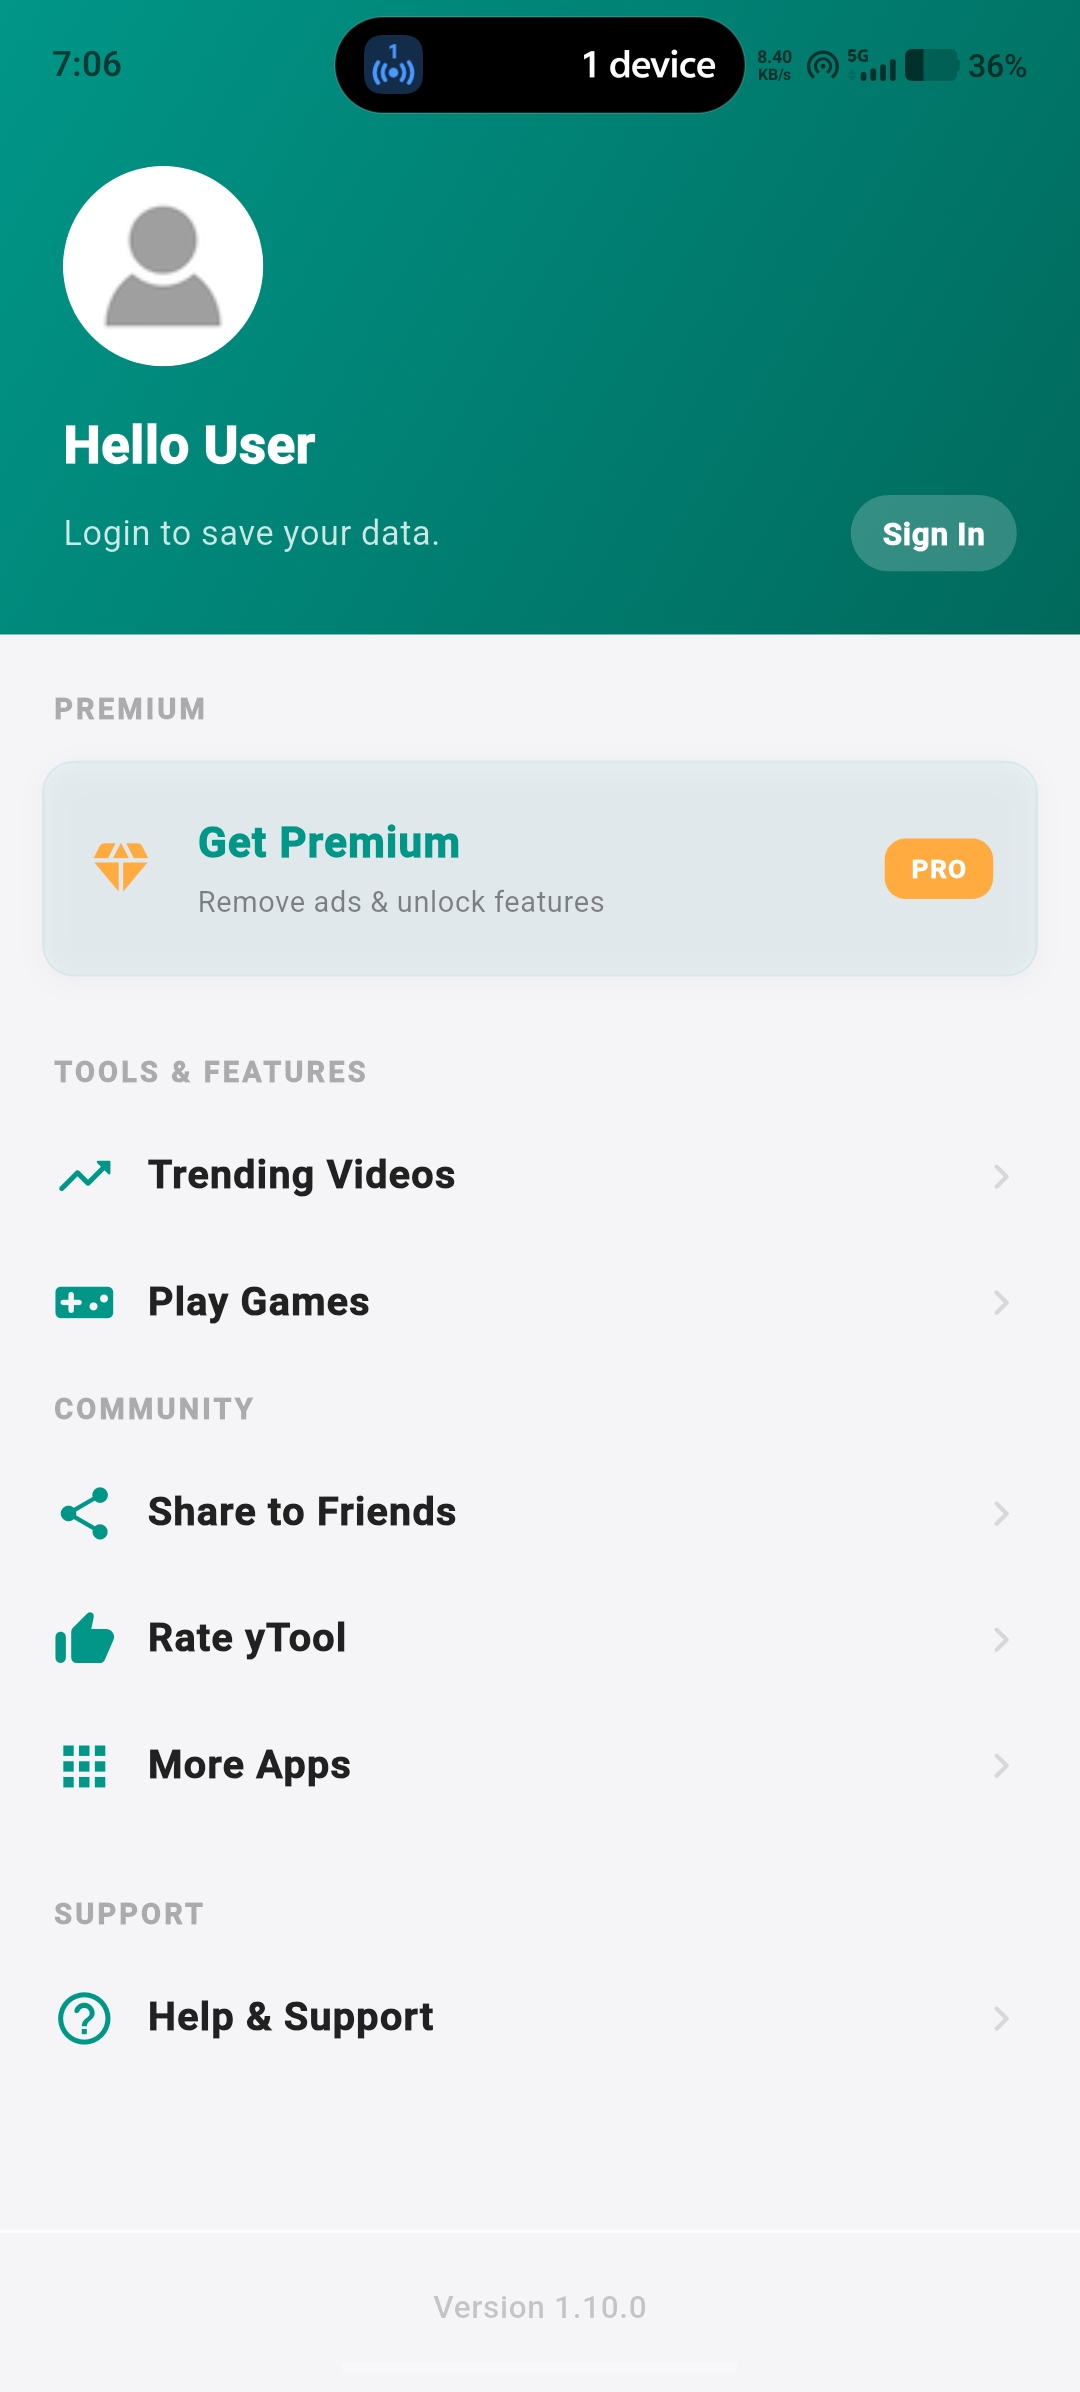 7:06
1
1 device
8.40
KB/s
5G
36%
Hello User
Login to save your data.
Sign In
PREMIUM
Get Premium
Remove ads & unlock features
PRO
TOOLS & FEATURES
Trending Videos
Play Games
COMMUNITY
Share to Friends
Rate yTool
More Apps
SUPPORT
Help & Support
Version 1.10.0